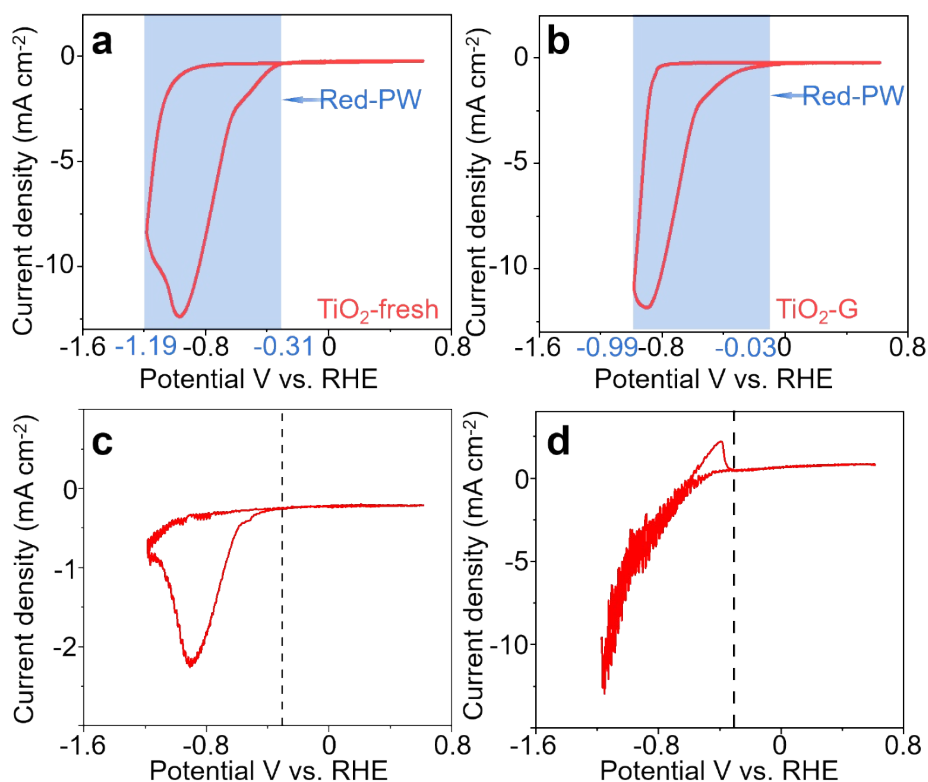 a
0
-5
-10
Current density (mA cm⁻²)
Red-PW
TiO₂-fresh
-1.6
-1.19
-0.8
-0.31
0
0.8
Potential V vs. RHE
b
0
-5
-10
Current density (mA cm⁻²)
Red-PW
TiO₂-G
-1.6
-0.99
-0.8
-0.03
0
0.8
Potential V vs. RHE
c
0
-1
-2
Current density (mA cm⁻²)
-1.6
-0.8
0
0.8
Potential V vs. RHE
d
0
-5
-10
Current density (mA cm⁻²)
-1.6
-0.8
0
0.8
Potential V vs. RHE